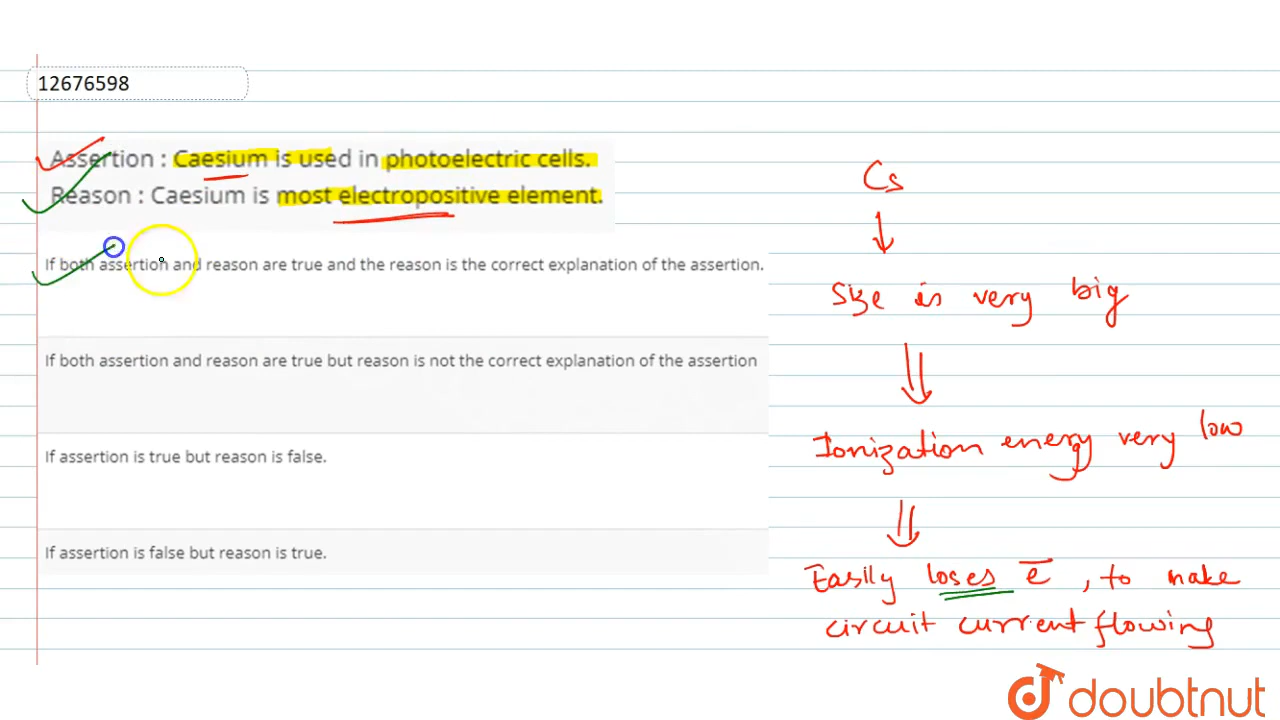 12676598
Assertion : Caesium is used in photoelectric cells.
Reason : Caesium is most electropositive element.
If both assertion and reason are true and the reason is the correct explanation of the assertion.
If both assertion and reason are true but reason is not the correct explanation of the assertion
If assertion is true but reason is false.
If assertion is false but reason is true.
Cs
↓
Size is very big
⇓
Ionization energy very low
⇓
Easily loses e̅ , to make
circuit current flowing
doubtnut